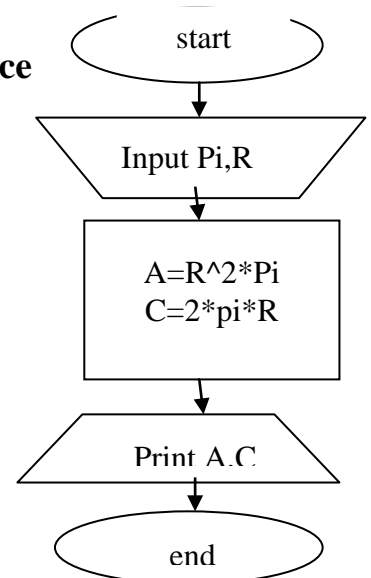 start
ce
Input Pi,R
A=R^2*Pi
C=2*pi*R
Print A,C
end